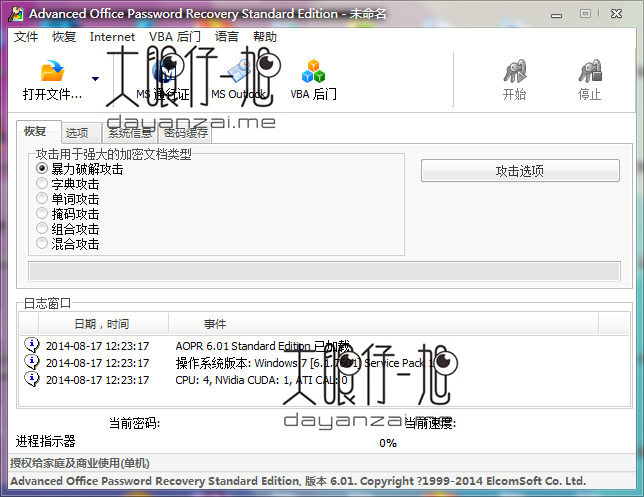 Advanced Office Password Recovery Standard Edition - 未命名
文件 恢复 Internet VBA 后门 语言 帮助
大眼仔~旭
打开文件... MS 通行证 MS Outlook VBA 后门 开始 停止
dayanzai.me
恢复 选项 系统信息 密码缓存
攻击用于强大的加密文档类型
暴力破解攻击 攻击选项
字典攻击
单词攻击
掩码攻击
组合攻击
混合攻击
日志窗口
日期，时间 事件
2014-08-17 12:23:17 AOPR 6.01 Standard Edition 已加载
2014-08-17 12:23:17 操作系统版本: Windows 7 [6.1.7601] Service Pack 1
2014-08-17 12:23:17 CPU: 4, NVidia CUDA: 1, ATI CAL: 0
大眼仔~旭
dayanzai.me
当前密码: 当前速度:
进程指示器 0%
授权给家庭及商业使用(单机)
Advanced Office Password Recovery Standard Edition, 版本 6.01. Copyright ?1999-2014 ElcomSoft Co. Ltd.